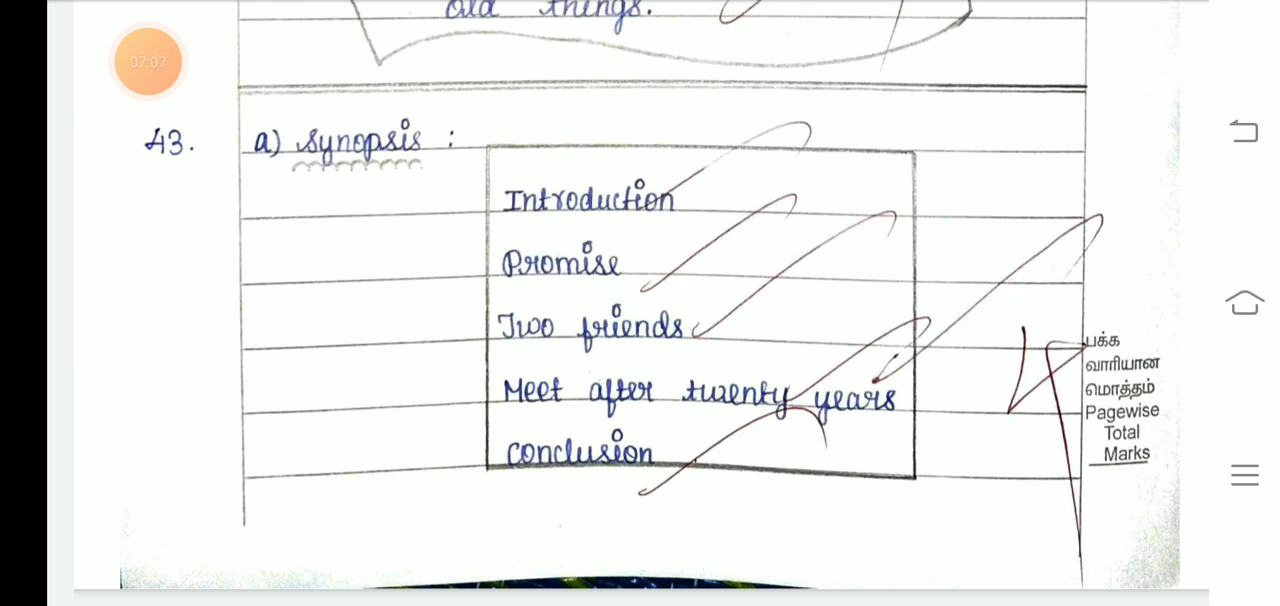 old things.
07:07
43. a) Synopsis :
Introduction
Promise
Two friends
Meet after twenty years
conclusion
பக்க
வாரியான
மொத்தம்
Pagewise
Total
Marks